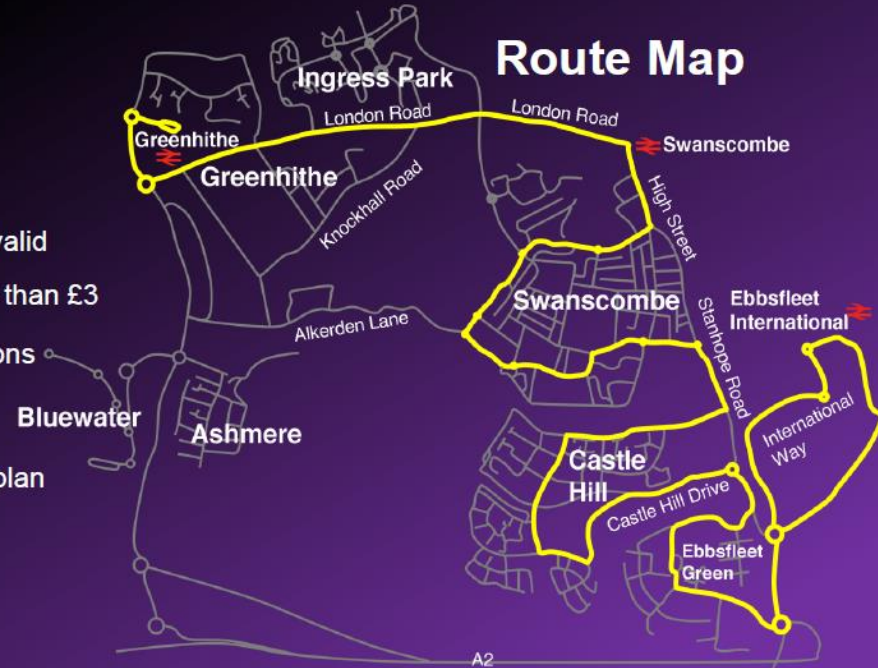 Route Map
Ingress Park
London Road
London Road
Greenhithe
Swanscombe
Greenhithe
Knockhall Road
High Street
valid
than £3
Swanscombe
Ebbsfleet
International
Alkerden Lane
Stanhope Road
ons
Bluewater
Ashmere
International
Way
Castle
Hill
plan
Castle Hill Drive
Ebbsfleet
Green
A2